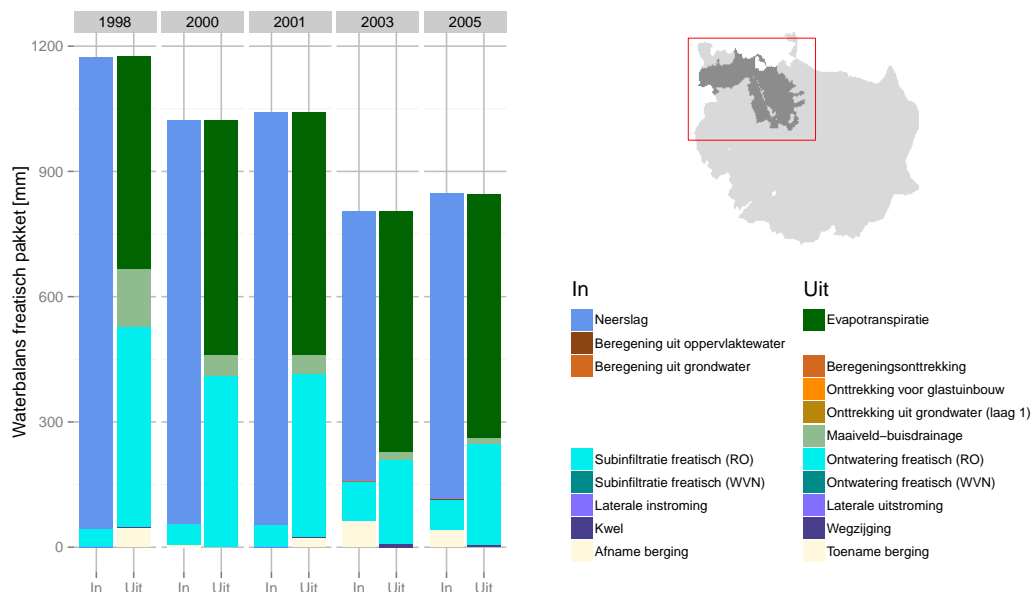 1998 2000 2001 2003 2005
Waterbalans freatisch pakket [mm]
1200
900
600
300
0
In Uit In Uit In Uit In Uit In Uit
In
Neerslag
Beregening uit oppervlaktewater
Beregening uit grondwater
Subinfiltratie freatisch (RO)
Subinfiltratie freatisch (WVN)
Laterale instroming
Kwel
Afname berging
Uit
Evapotranspiratie
Beregeningsonttrekking
Onttrekking voor glastuinbouw
Onttrekking uit grondwater (laag 1)
Maaiveld−buisdrainage
Ontwatering freatisch (RO)
Ontwatering freatisch (WVN)
Laterale uitstroming
Wegzijging
Toename berging